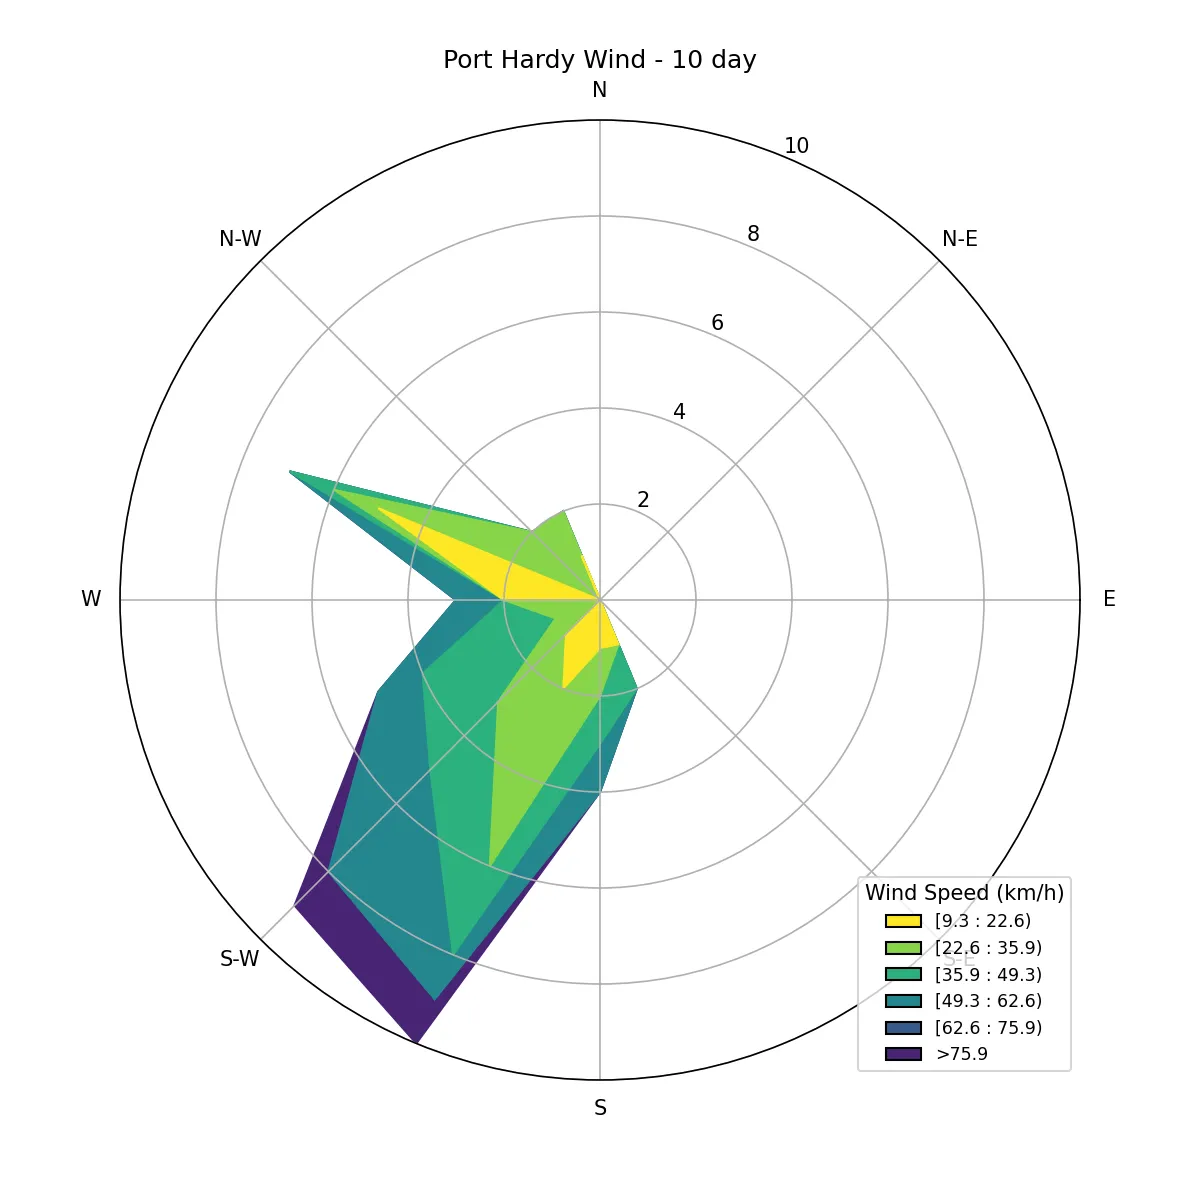 Port Hardy Wind - 10 day
N
10
N-W
N-E
8
6
4
2
W
E
Wind Speed (km/h)
[9.3 : 22.6)
[22.6 : 35.9)
S-W
S-E
[35.9 : 49.3)
[49.3 : 62.6)
[62.6 : 75.9)
>75.9
S